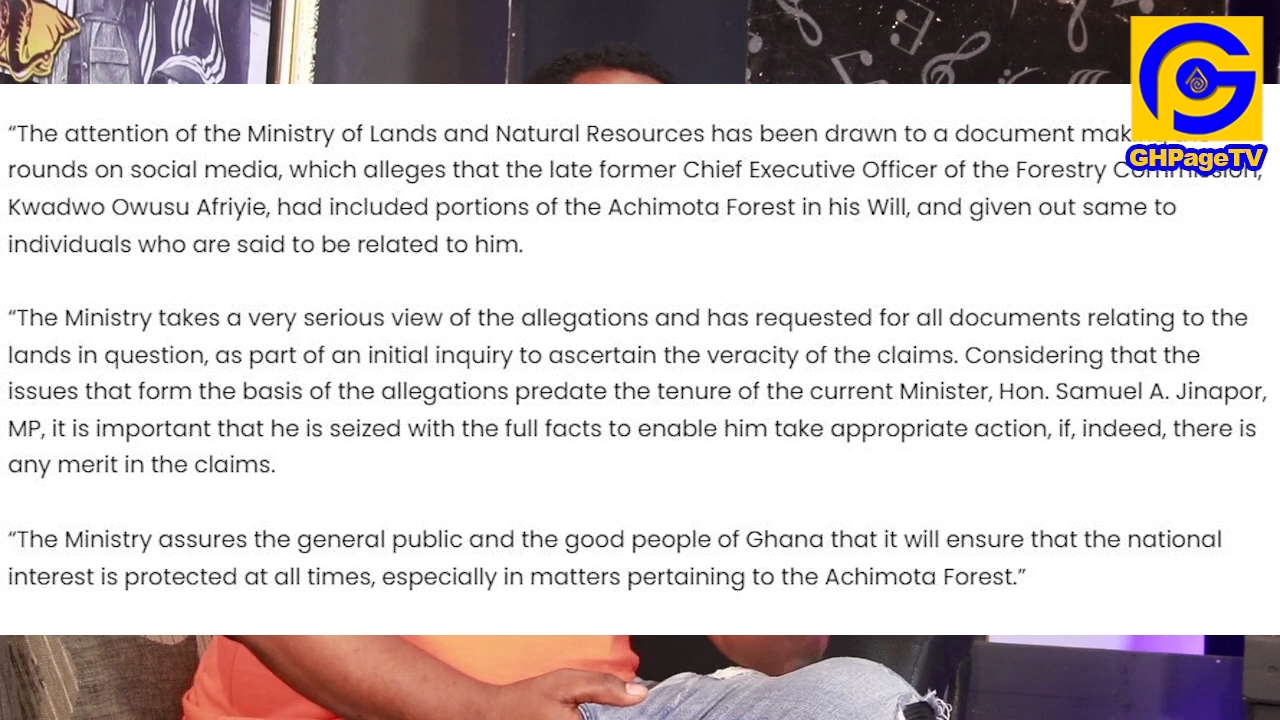 “The attention of the Ministry of Lands and Natural Resources has been drawn to a document
rounds on social media, which alleges that the late former Chief Executive Officer of the Forestry Commission,
Kwadwo Owusu Afriyie, had included portions of the Achimota Forest in his Will, and given out same to
individuals who are said to be related to him.
“The Ministry takes a very serious view of the allegations and has requested for all documents relating to the
lands in question, as part of an initial inquiry to ascertain the veracity of the claims. Considering that the
issues that form the basis of the allegations predate the tenure of the current Minister, Hon. Samuel A. Jinapor,
MP, it is important that he is seized with the full facts to enable him take appropriate action, if, indeed, there is
any merit in the claims.
“The Ministry assures the general public and the good people of Ghana that it will ensure that the national
interest is protected at all times, especially in matters pertaining to the Achimota Forest.”
GHPageTV